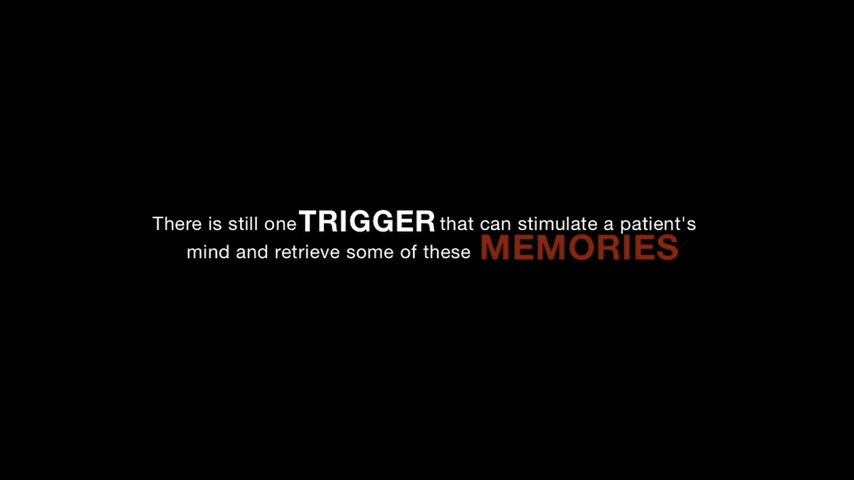 There is still one TRIGGER that can stimulate a patient's
mind and retrieve some of these MEMORIES